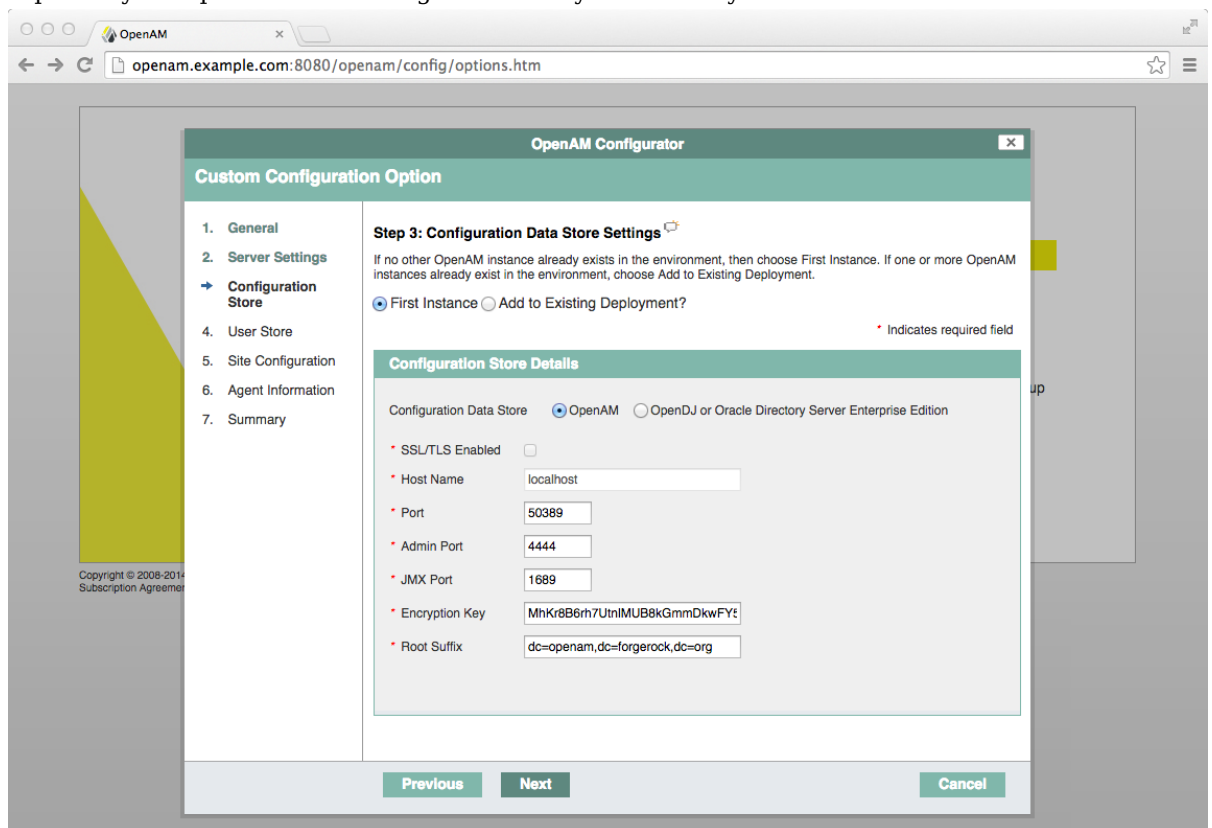 OpenAM
openam.example.com:8080/openam/config/options.htm
OpenAM Configurator
Custom Configuration Option
1. General
2. Server Settings
Configuration
Store
4. User Store
5. Site Configuration
6. Agent Information
7. Summary
Step 3: Configuration Data Store Settings
If no other OpenAM instance already exists in the environment, then choose First Instance. If one or more OpenAM
instances already exist in the environment, choose Add to Existing Deployment.
First Instance Add to Existing Deployment?
* Indicates required field
Configuration Store Details
Configuration Data Store OpenAM OpenDJ or Oracle Directory Server Enterprise Edition
* SSL/TLS Enabled
* Host Name localhost
* Port 50389
* Admin Port 4444
* JMX Port 1689
* Encryption Key
* Root Suffix dc=openam,dc=forgerock,dc=org
Previous Next Cancel
up
Copyright © 2008-2014
Subscription